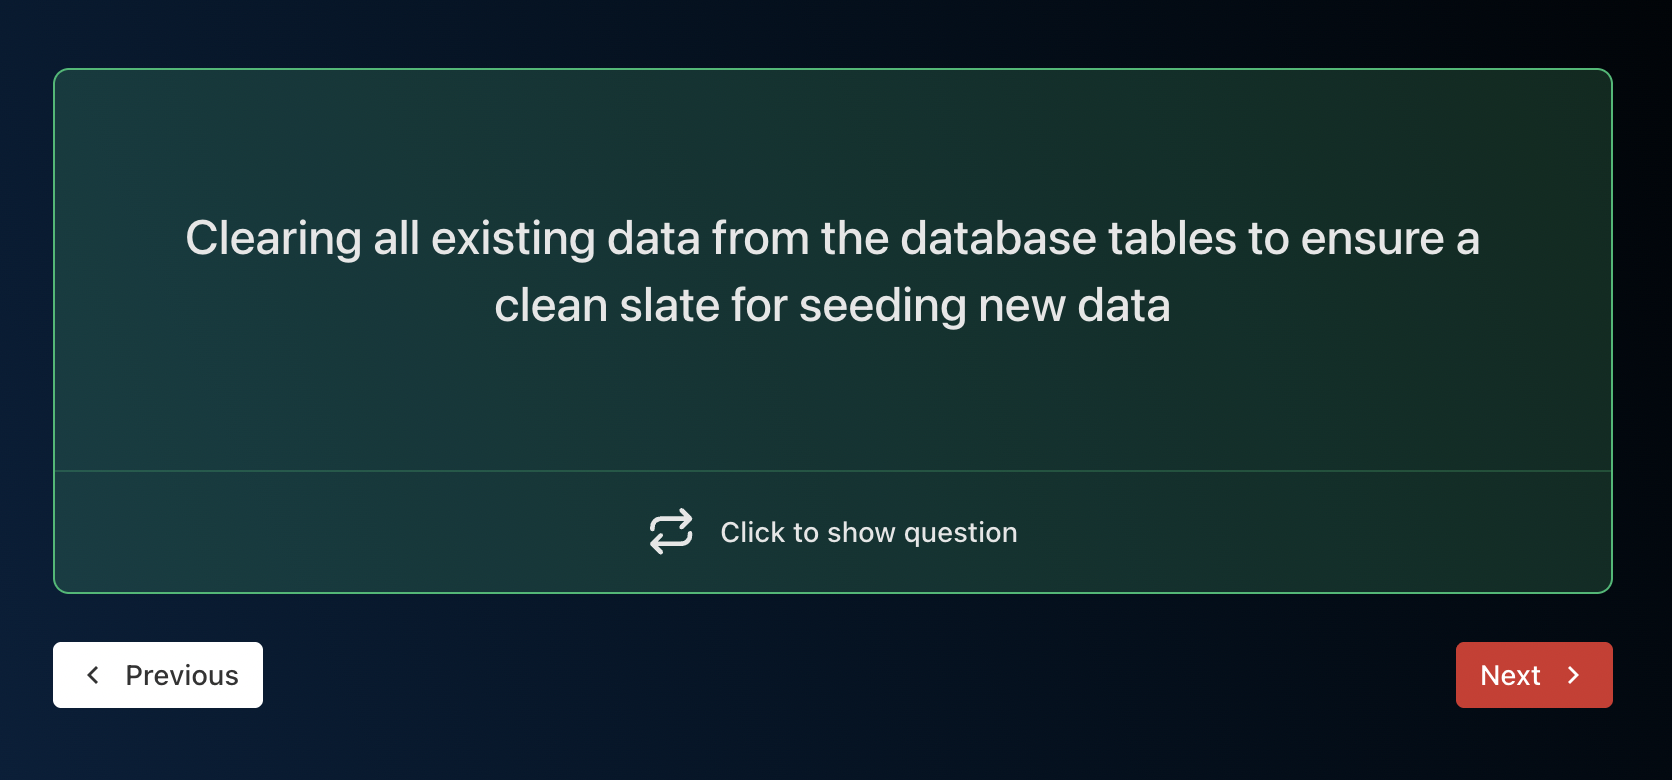 Clearing all existing data from the database tables to ensure a
clean slate for seeding new data
Click to show question
Previous
Next